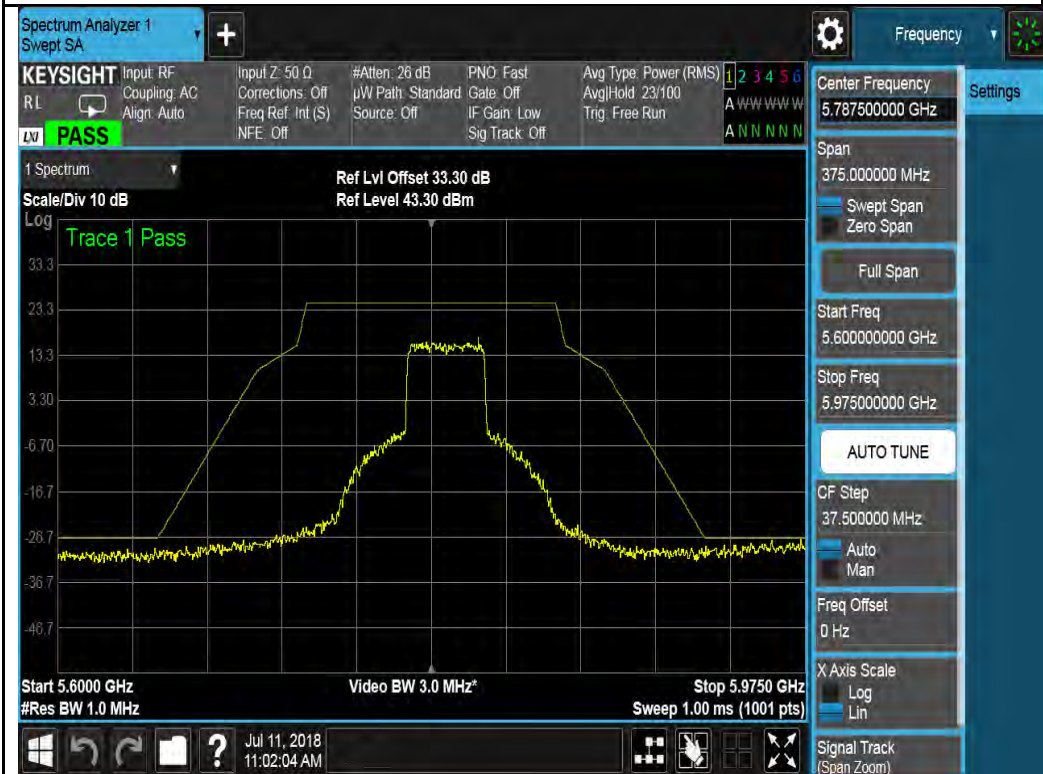 Spectrum Analyzer 1
Swept SA
+
Frequency
KEYSIGHT
R L
LXI
PASS
Input: RF
Coupling: AC
Align: Auto
Input Z: 50 Ω
Corrections: Off
Freq Ref: Int (S)
NFE: Off
#Atten: 26 dB
µW Path: Standard
Source: Off
PNO: Fast
Gate: Off
IF Gain: Low
Sig Track: Off
Avg Type: Power (RMS)
Avg|Hold: 23/100
Trig: Free Run
1 2 3 4 5 6
A W W W W W
A N N N N N
1 Spectrum
Scale/Div 10 dB
Ref Lvl Offset 33.30 dB
Ref Level 43.30 dBm
Log
Trace 1 Pass
33.3
23.3
13.3
3.30
-6.70
-16.7
-26.7
-36.7
-46.7
Start 5.6000 GHz
#Res BW 1.0 MHz
Video BW 3.0 MHz*
Stop 5.9750 GHz
Sweep 1.00 ms (1001 pts)
Center Frequency
5.787500000 GHz
Settings
Span
375.000000 MHz
Swept Span
Zero Span
Full Span
Start Freq
5.600000000 GHz
Stop Freq
5.975000000 GHz
AUTO TUNE
CF Step
37.500000 MHz
Auto
Man
Freq Offset
0 Hz
X Axis Scale
Log
Lin
Signal Track
(Span Zoom)
?
Jul 11, 2018
11:02:04 AM